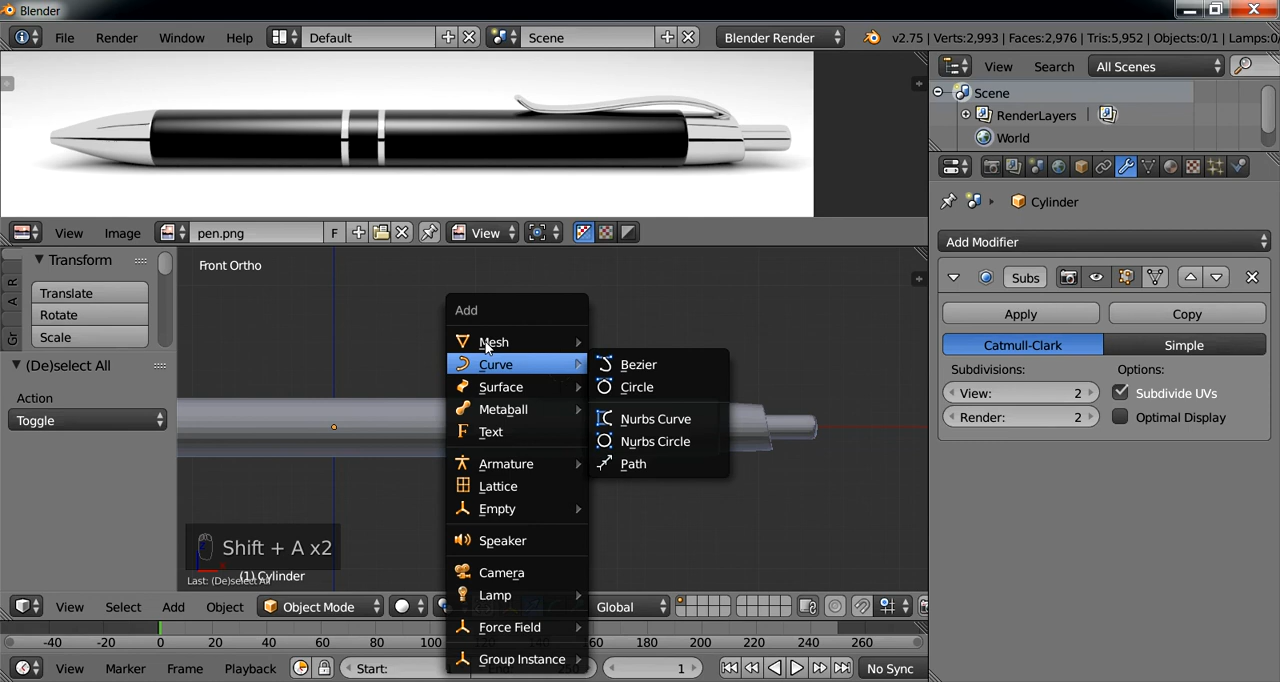 Blender
File Render Window Help Default Scene Blender Render v2.75 | Verts:2,993 | Faces:2,976 | Tris:5,952 | Objects:0/1 | Lamps:0/
View Search All Scenes
Scene
RenderLayers |
World
Cylinder
Add Modifier
Subs
Apply Copy
Catmull-Clark Simple
Subdivisions: Options:
View: 2 Subdivide UVs
Render: 2 Optimal Display
View Image pen.png F View
Transform
Translate
Rotate
Scale
R
A
Gr
(De)select All
Action
Toggle
Front Ortho
Add
Mesh
Curve
Surface
Metaball
Text
Armature
Lattice
Empty
Speaker
Camera
Lamp
Force Field
Group Instance
Bezier
Circle
Nurbs Curve
Nurbs Circle
Path
Shift + A x2
(1) Cylinder
Last: (De)select All
View Select Add Object Object Mode Global
-40 -20 0 20 40 60 80 100 160 180 200 220 240 260
View Marker Frame Playback Start: 1 No Sync